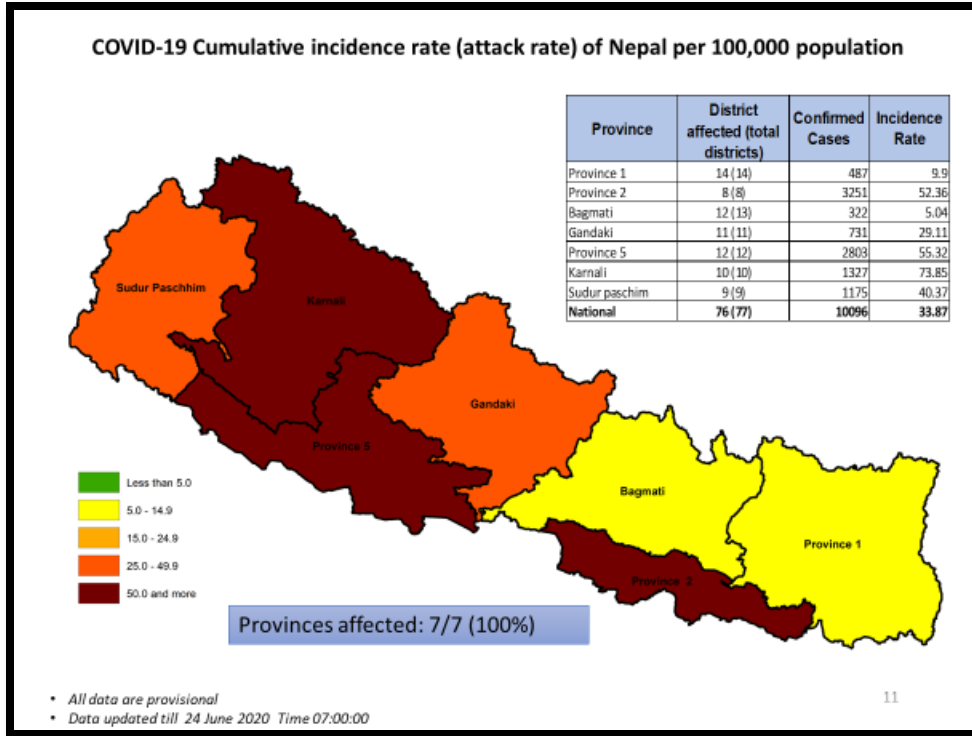 COVID-19 Cumulative incidence rate (attack rate) of Nepal per 100,000 population
Province District affected (total districts) Confirmed Cases Incidence Rate
Province 1 14 (14) 487 9.9
Province 2 8 (8) 3251 52.36
Bagmati 12 (13) 322 5.04
Gandaki 11 (11) 731 29.11
Province 5 12 (12) 2803 55.32
Karnali 10 (10) 1327 73.85
Sudur paschim 9 (9) 1175 40.37
National 76 (77) 10096 33.87
Sudur Paschhim
Karnali
Gandaki
Province 5
Bagmati
Province 1
Province 2
Less than 5.0
5.0 - 14.9
15.0 - 24.9
25.0 - 49.9
50.0 and more
Provinces affected: 7/7 (100%)
• All data are provisional
• Data updated till 24 June 2020 Time 07:00:00
11